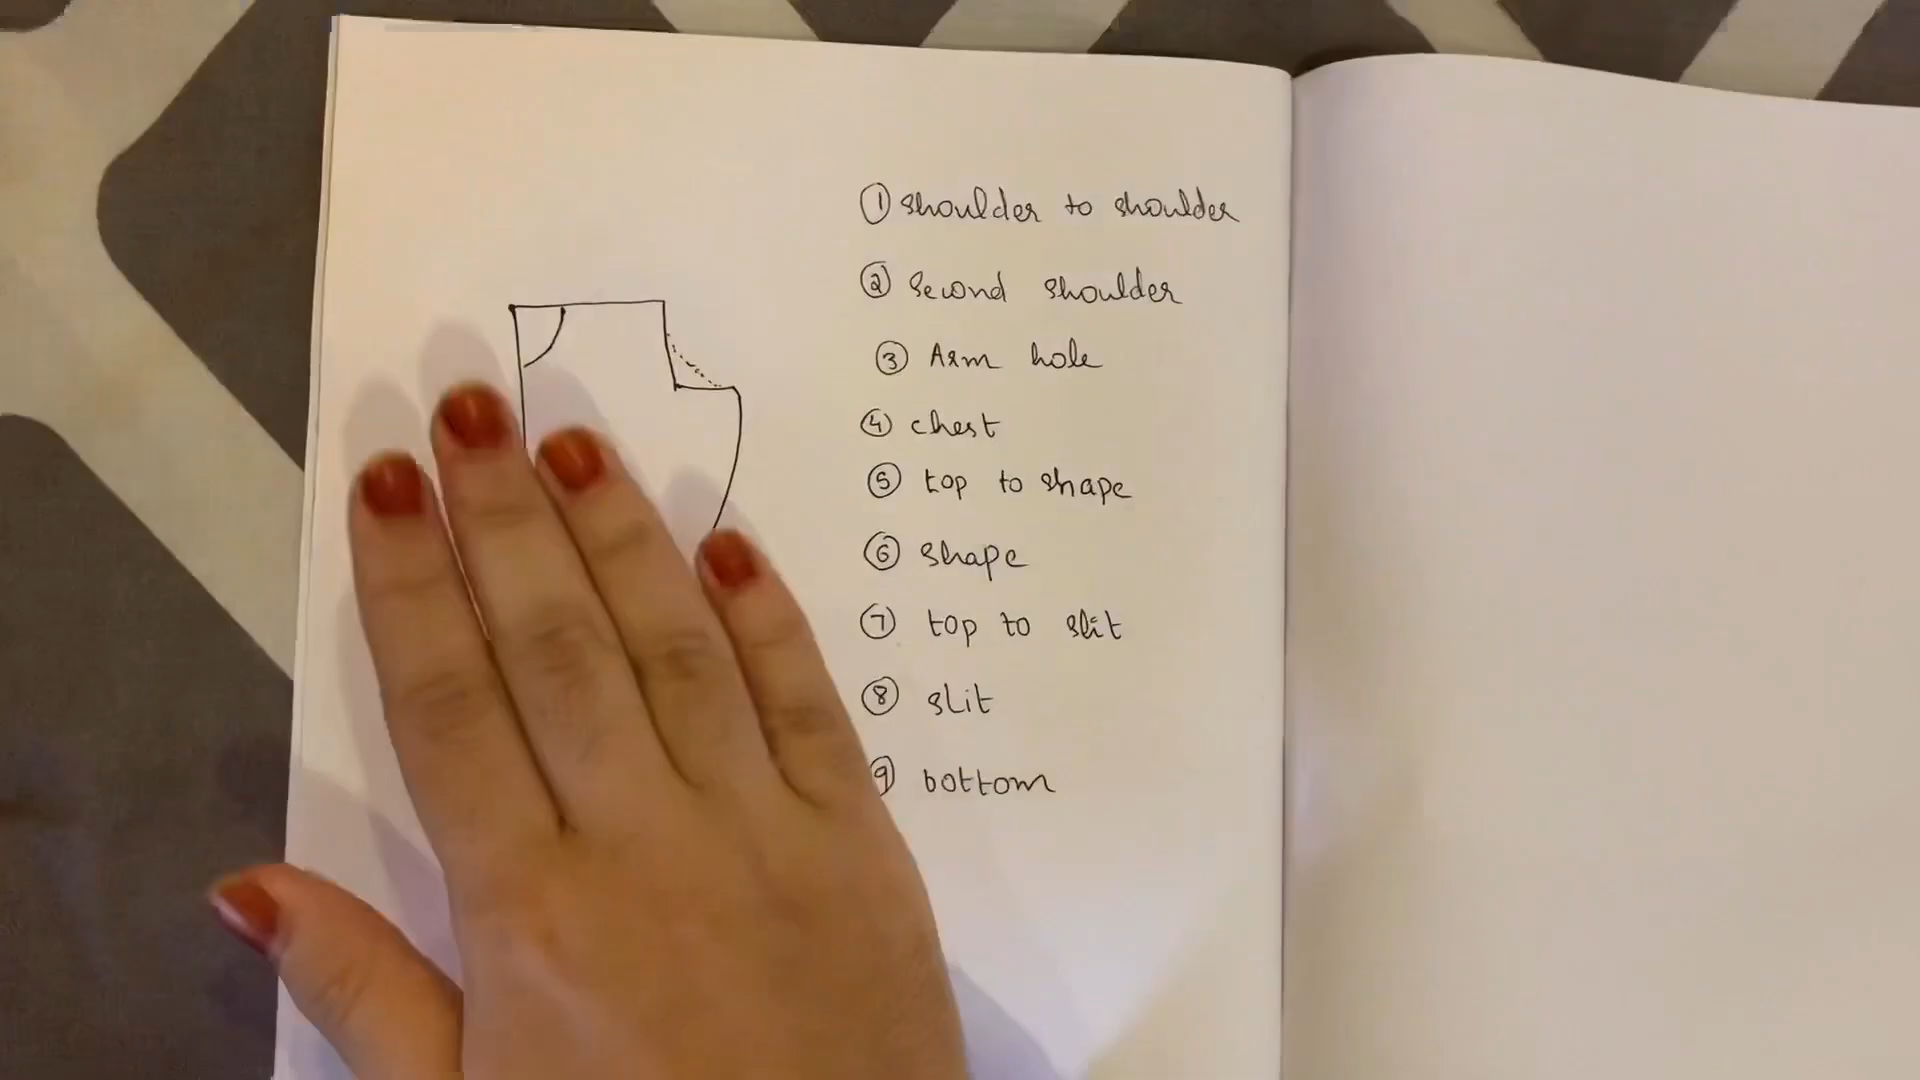 ① shoulder to shoulder
② Second shoulder
③ Arm hole
④ chest
⑤ top to shape
⑥ shape
⑦ top to slit
⑧ slit
⑨ bottom